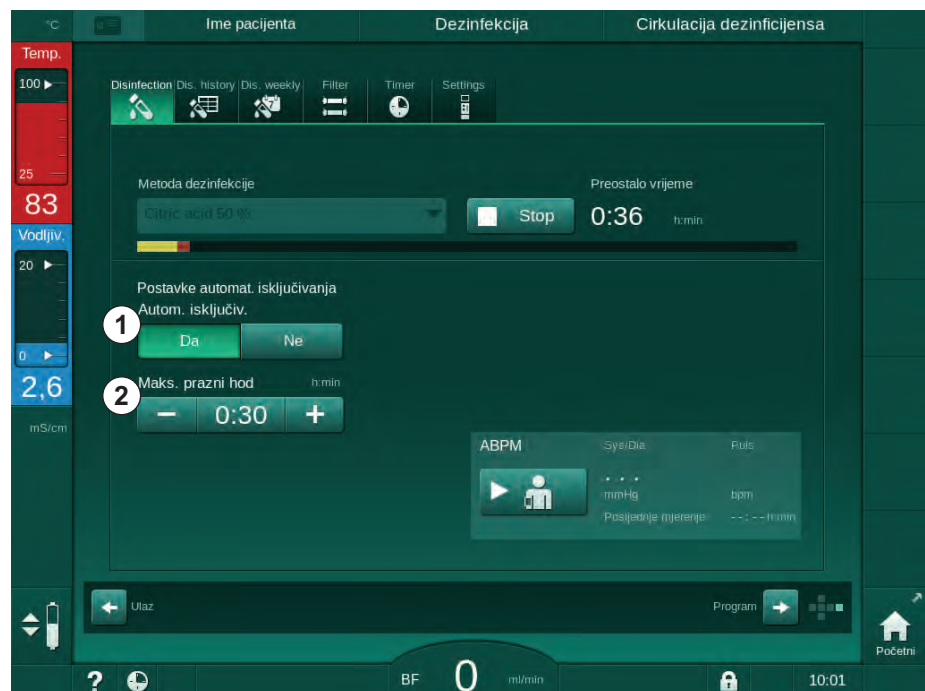 °C
Ime pacijenta
Dezinfekcija
Cirkulacija dezinficijensa
Temp.
100
25
83
Vodljiv.
20
0
2,6
mS/cm
Disinfection Dis. history Dis. weekly Filter Timer Settings
7
Metoda dezinfekcije
Preostalo vrijeme
Citric acid 50 %
Stop
0:36 h:min
Postavke automat. isključivanja
Autom. isključiv.
1
Da Ne
2
Maks. prazni hod h:min
− 0:30 +
ABPM Sys/Dia Puls
mmHg bpm
Posljednje mjerenje --:-- h:min
Ulaz
Program
Početni
? BF 0 ml/min 10:01